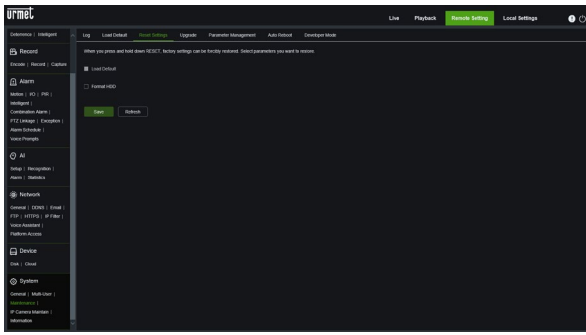 urmet
Live Playback Remote Setting Local Settings
Deterrence | Intelligent
Log Load Default Reset Settings Upgrade Parameter Management Auto Reboot Developer Mode
When you press and hold down RESET, factory settings can be forcibly restored. Select parameters you want to restore.
Load Default
Format HDD
Save Refresh
Record
Encode | Record | Capture
Alarm
Motion | I/O | PIR |
Intelligent |
Combination Alarm |
PTZ Linkage | Exception |
Alarm Schedule |
Voice Prompts
AI
Setup | Recognition |
Alarm | Statistics
Network
General | DDNS | Email |
FTP | HTTPS | IP Filter |
Voice Assistant |
Platform Access
Device
Disk | Cloud
System
General | Multi-User |
Maintenance |
IP Camera Maintain |
Information